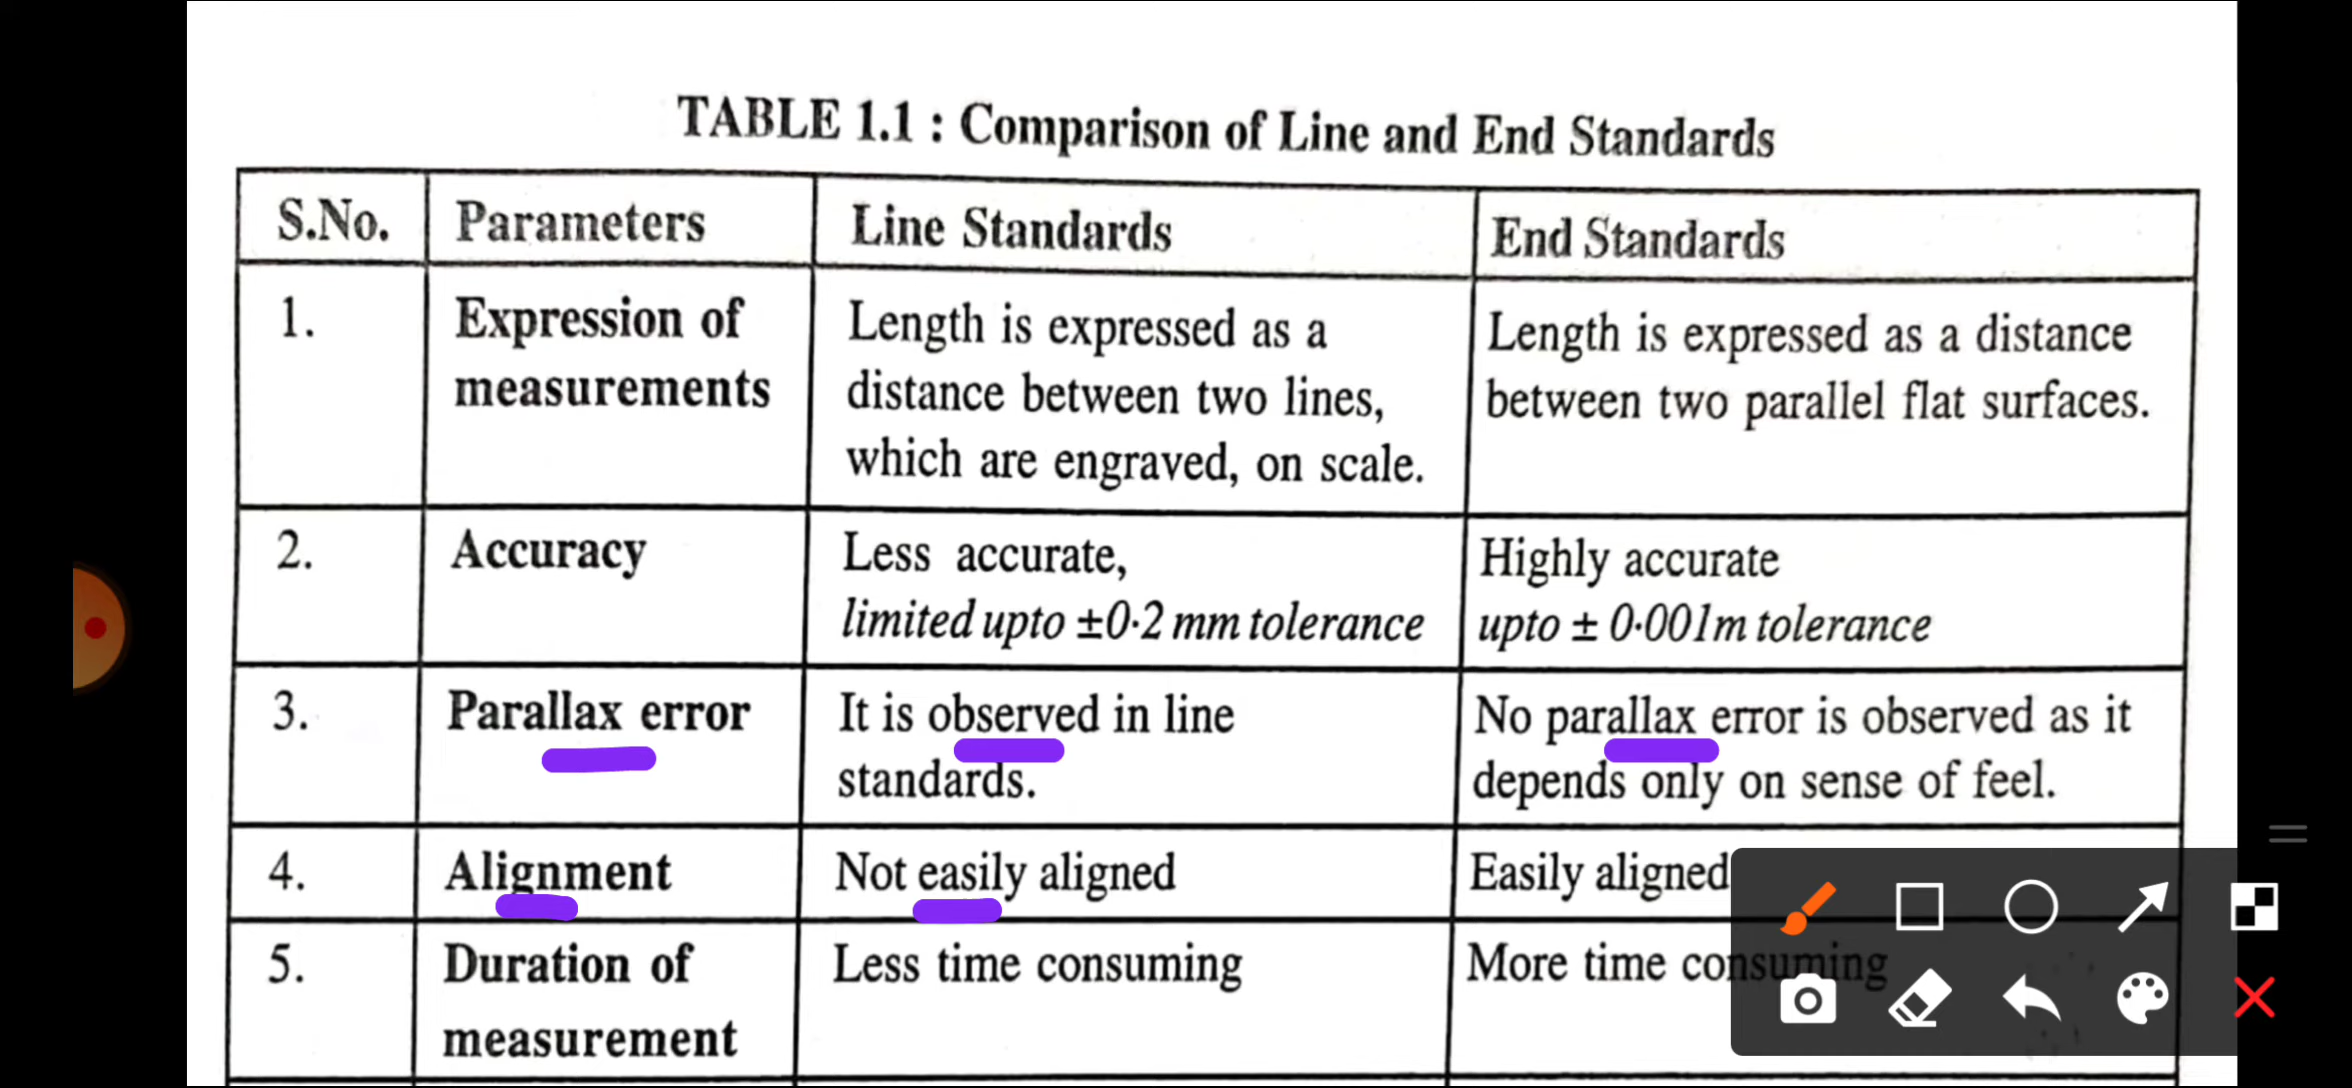 TABLE 1.1 : Comparison of Line and End Standards
S.No. Parameters Line Standards End Standards
1. Expression of measurements
Length is expressed as a
distance between two lines,
which are engraved, on scale.
Length is expressed as a distance
between two parallel flat surfaces.
2. Accuracy
Less accurate,
limited upto ±0·2 mm tolerance
Highly accurate
upto ± 0·001m tolerance
3. Parallax error
It is observed in line
standards.
No parallax error is observed as it
depends only on sense of feel.
4. Alignment Not easily aligned Easily aligned
5. Duration of
measurement
Less time consuming More time consuming